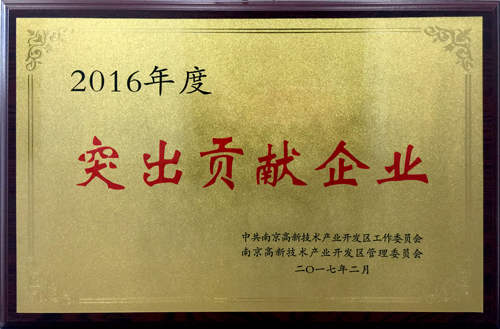 2016年度
突出贡献企业
中共南京高新技术产业开发区工作委员会
南京高新技术产业开发区管理委员会
二〇一七年二月